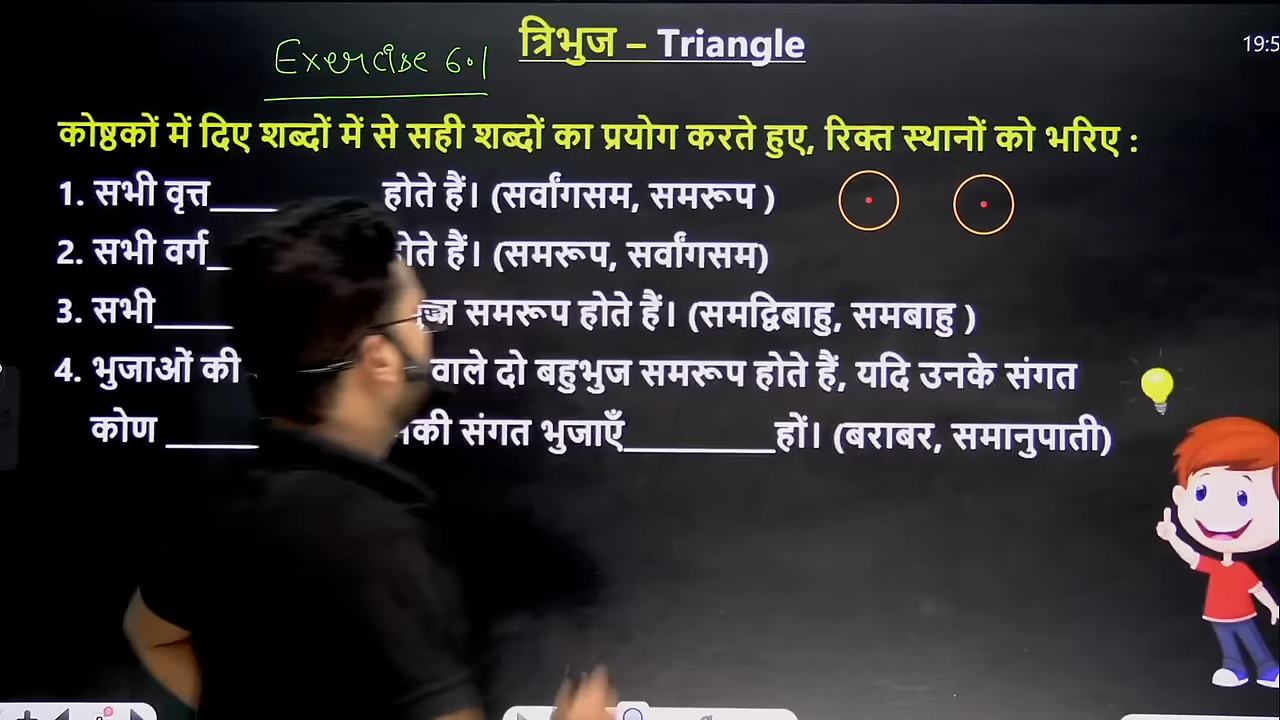 Exercise 6.1
त्रिभुज – Triangle
19:5
कोष्ठकों में दिए शब्दों में से सही शब्दों का प्रयोग करते हुए, रिक्त स्थानों को भरिए :
1. सभी वृत्त_____ होते हैं। (सर्वांगसम, समरूप )
2. सभी वर्ग_ होते हैं। (समरूप, सर्वांगसम)
3. सभी_____ समरूप होते हैं। (समद्विबाहु, समबाहु )
4. भुजाओं की वाले दो बहुभुज समरूप होते हैं, यदि उनके संगत
कोण ______ संगत भुजाएँ__________हों। (बराबर, समानुपाती)